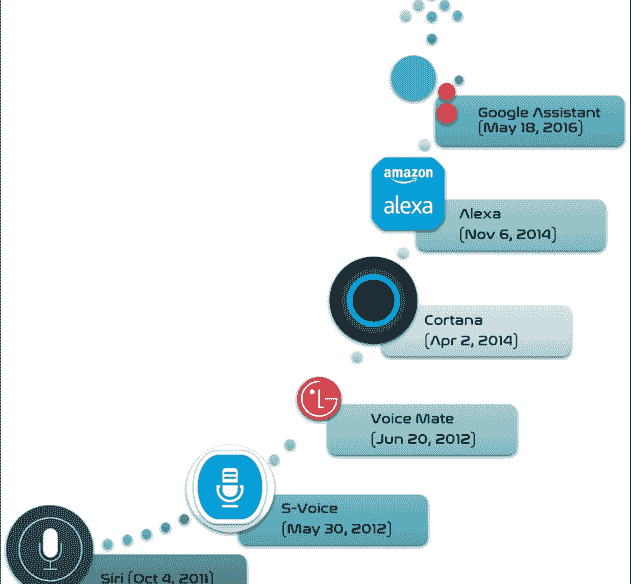 Google Assistant
(May 18, 2016)
amazon
alexa
Alexa
(Nov 6, 2014)
Cortana
(Apr 2, 2014)
LG
Voice Mate
(Jun 20, 2012)
S-Voice
(May 30, 2012)
Siri (Oct 4, 2011)